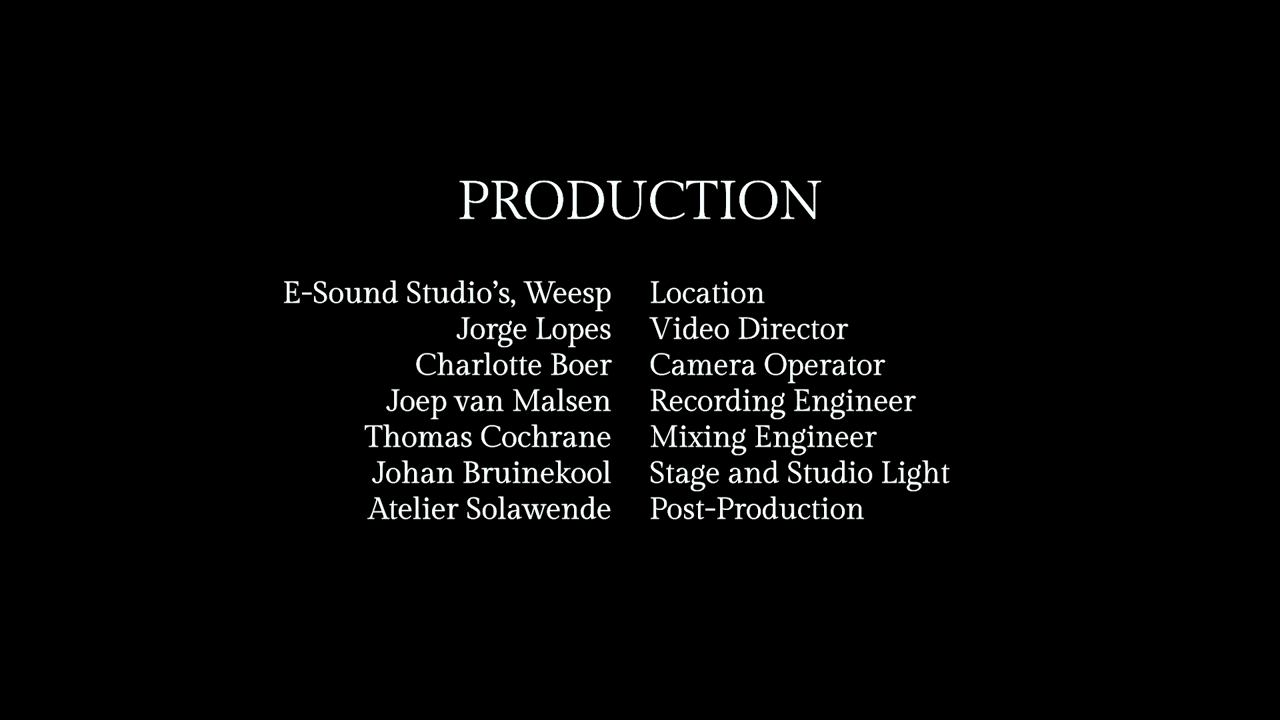 PRODUCTION
E-Sound Studio’s, Weesp Location
Jorge Lopes Video Director
Charlotte Boer Camera Operator
Joep van Malsen Recording Engineer
Thomas Cochrane Mixing Engineer
Johan Bruinekool Stage and Studio Light
Atelier Solawende Post-Production